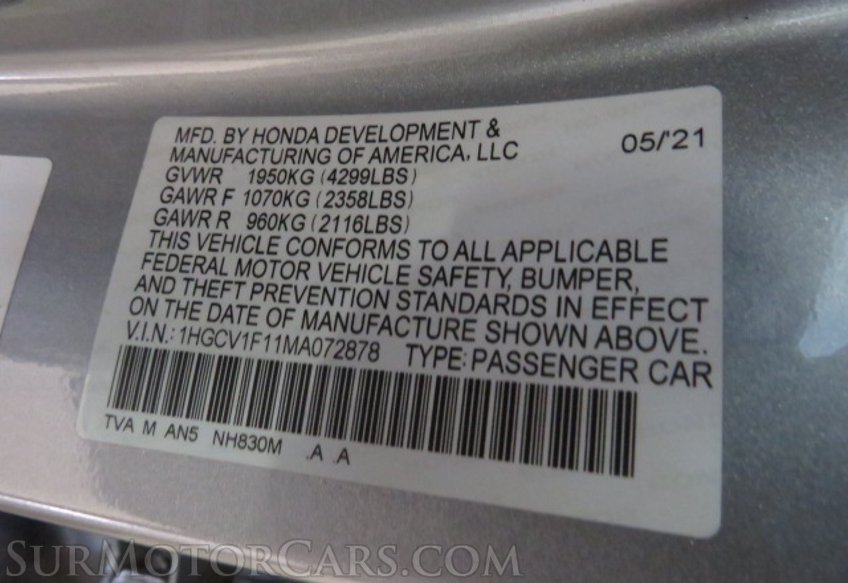 MFD. BY HONDA DEVELOPMENT &
MANUFACTURING OF AMERICA, LLC
05/'21
GVWR 1950KG (4299LBS)
GAWR F 1070KG (2358LBS)
GAWR R 960KG (2116LBS)
THIS VEHICLE CONFORMS TO ALL APPLICABLE
FEDERAL MOTOR VEHICLE SAFETY, BUMPER,
AND THEFT PREVENTION STANDARDS IN EFFECT
ON THE DATE OF MANUFACTURE SHOWN ABOVE.
V.I.N.: 1HGCV1F11MA072878 TYPE: PASSENGER CAR
TVA M AN5 NH830M .A .A
SURMOTORCARS.COM